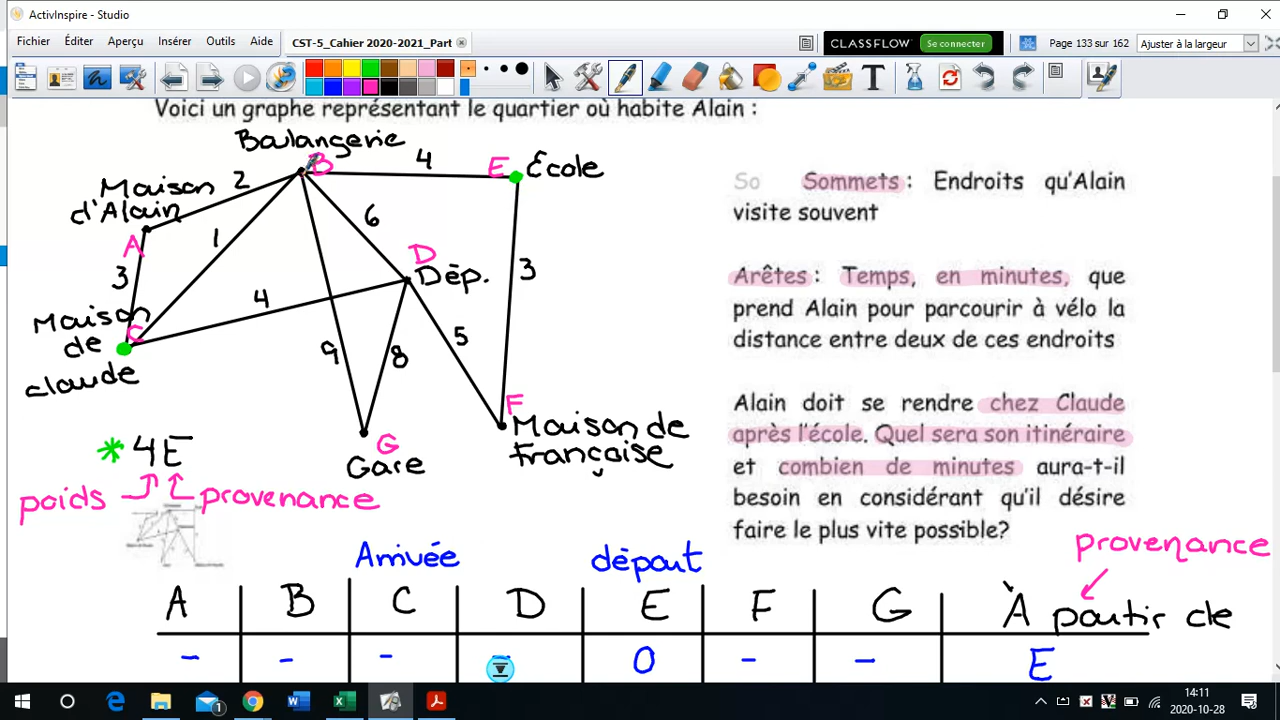 ActivInspire - Studio
Fichier Éditer Aperçu Insérer Outils Aide CST-5_Cahier 2020-2021_Part CLASSFLOW Se connecter Page 133 sur 162 Ajuster à la largeur
Voici un graphe représentant le quartier où habite Alain :
Boulangerie
B 4 E École
Maison d'Alain 2
A 1 6
D Dép.
3 4 3
Maison de Claude C
9 8 5
F Maison de Françoise
G Gare
* 4E
poids provenance
So Sommets : Endroits qu'Alain
visite souvent
Arêtes : Temps, en minutes, que
prend Alain pour parcourir à vélo la
distance entre deux de ces endroits
Alain doit se rendre chez Claude
après l'école. Quel sera son itinéraire
et combien de minutes aura-t-il
besoin en considérant qu'il désire
faire le plus vite possible?
provenance
Arrivée départ
A B C D E F G À partir de
- - - - 0 - - E
1
14:11
2020-10-28